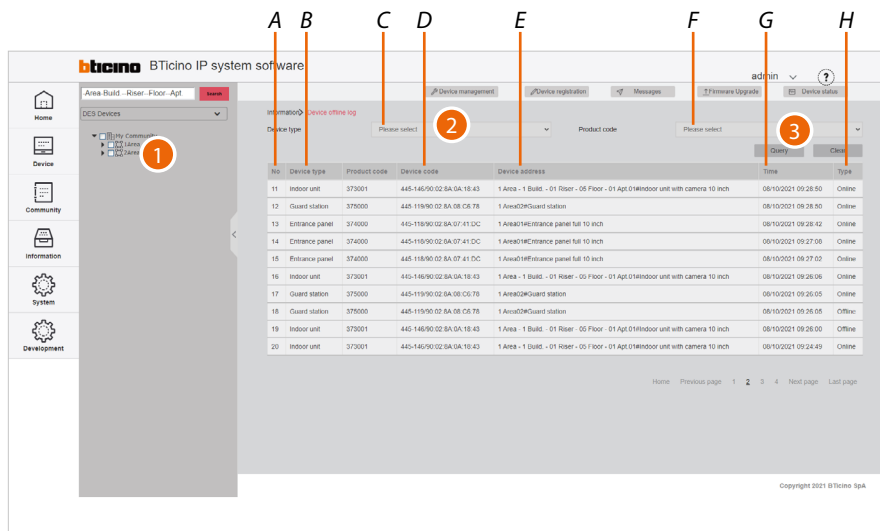 A B C D E F G H
bticino BTicino IP system software
admin ?
-Area-Build.--Riser--Floor--Apt Search
Device management Device registration Messages Firmware Upgrade Device status
Home
DES Devices
Information> Device offline log
My Community
1Area
2Area
1
Device type Please select 2 Product code Please select 3
Query Clear
Device
Community
Information
System
Development
No Device type Product code Device code Device address Time Type
11 Indoor unit 373001 445-146/90:02:8A:0A:18:43 1 Area - 1 Build. - 01 Riser - 05 Floor - 01 Apt.01#Indoor unit with camera 10 inch 08/10/2021 09:28:50 Online
12 Guard station 375000 445-119/90:02:8A:08:C6:78 1 Area02#Guard station 08/10/2021 09:28:50 Online
13 Entrance panel 374000 445-118/90:02:8A:07:41:DC 1 Area01#Entrance panel full 10 inch 08/10/2021 09:28:42 Online
14 Entrance panel 374000 445-118/90:02:8A:07:41:DC 1 Area01#Entrance panel full 10 inch 08/10/2021 09:27:08 Online
15 Entrance panel 374000 445-118/90:02:8A:07:41:DC 1 Area01#Entrance panel full 10 inch 08/10/2021 09:27:02 Online
16 Indoor unit 373001 445-146/90:02:8A:0A:18:43 1 Area - 1 Build. - 01 Riser - 05 Floor - 01 Apt.01#Indoor unit with camera 10 inch 08/10/2021 09:26:06 Online
17 Guard station 375000 445-119/90:02:8A:08:C6:78 1 Area02#Guard station 08/10/2021 09:26:05 Online
18 Guard station 375000 445-119/90:02:8A:08:C6:78 1 Area02#Guard station 08/10/2021 09:26:05 Offline
19 Indoor unit 373001 445-146/90:02:8A:0A:18:43 1 Area - 1 Build. - 01 Riser - 05 Floor - 01 Apt.01#Indoor unit with camera 10 inch 08/10/2021 09:26:00 Offline
20 Indoor unit 373001 445-146/90:02:8A:0A:18:43 1 Area - 1 Build. - 01 Riser - 05 Floor - 01 Apt.01#Indoor unit with camera 10 inch 08/10/2021 09:24:49 Online
Home Previous page 1 2 3 4 Next page Last page
Copyright 2021 BTicino SpA